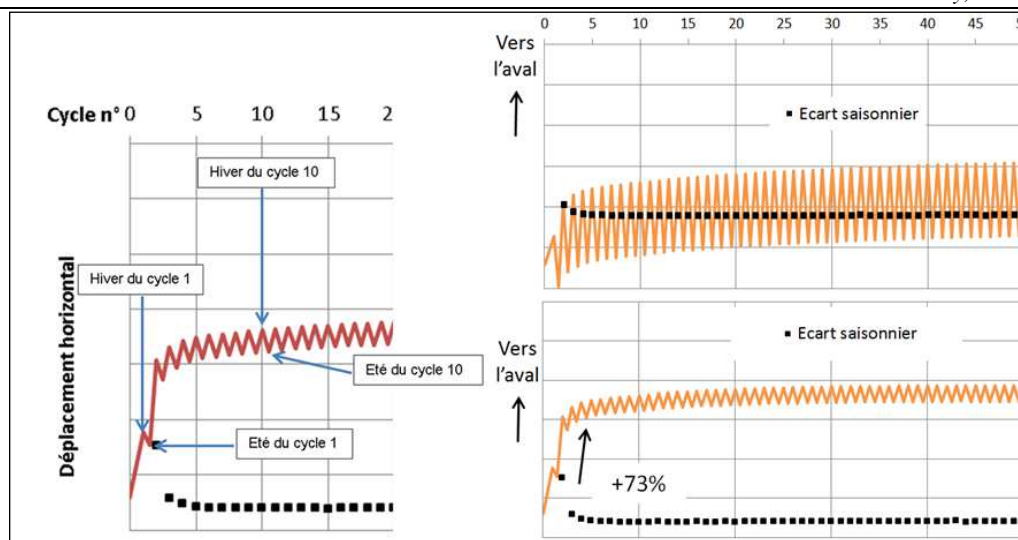 Cycle n° 0 5 10 15 2
Hiver du cycle 10
Hiver du cycle 1
Eté du cycle 10
Eté du cycle 1
Déplacement horizontal
0 5 10 15 20 25 30 35 40 45 5
Vers
l'aval
Ecart saisonnier
Vers
l'aval
Ecart saisonnier
+73%